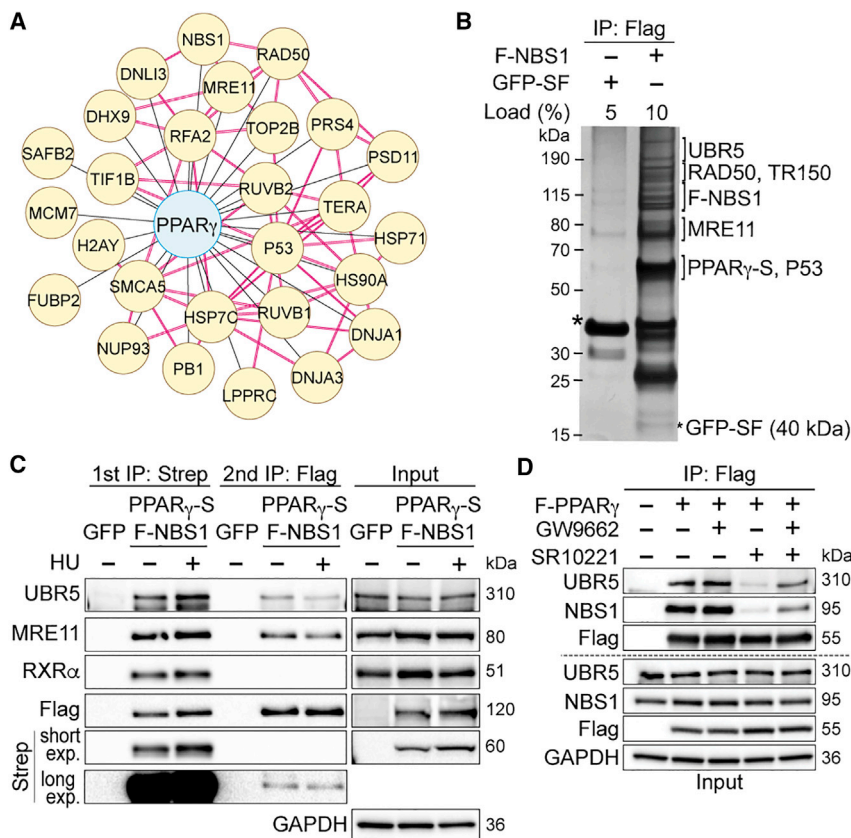 A
NBS1
RAD50
DNLI3
MRE11
DHX9
RFA2
TOP2B
PRS4
SAFB2
PSD11
TIF1B
RUVB2
TERA
MCM7
PPARγ
H2AY
P53
HSP71
FUBP2
SMCA5
HS90A
HSP7C
RUVB1
NUP93
DNJA1
PB1
LPPRC
DNJA3
B
IP: Flag
F-NBS1 – +
GFP-SF + –
Load (%) 5 10
kDa
190
115
80
70
50
*
30
25
15
UBR5
RAD50, TR150
F-NBS1
MRE11
PPARγ-S, P53
*GFP-SF (40 kDa)
C
1st IP: Strep 2nd IP: Flag Input
PPARγ-S PPARγ-S PPARγ-S
GFP F-NBS1 GFP F-NBS1 GFP F-NBS1
HU – – + – – + – – + kDa
UBR5 310
MRE11 80
RXRα 51
Flag 120
Strep short exp. 60
long exp.
GAPDH 36
D
IP: Flag
F-PPARγ – + + + +
GW9662 – – + – +
SR10221 – – – + + kDa
UBR5 310
NBS1 95
Flag 55
UBR5 310
NBS1 95
Flag 55
GAPDH 36
Input